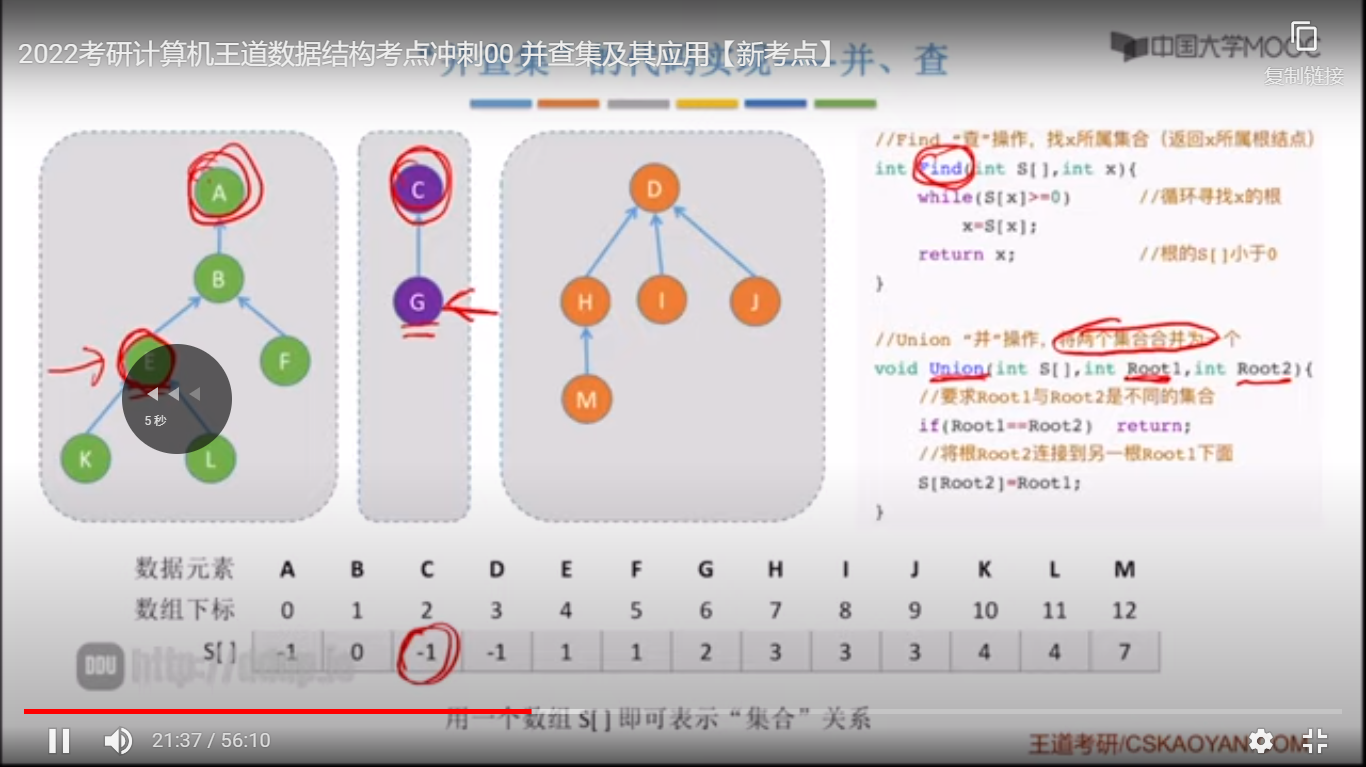 2022考研计算机王道数据结构考点冲刺00 并查集及其应用【新考点】
并、查
中国大学MOOC
复制链接
A
B
E
F
K
L
5秒
C
G
D
H
I
J
M
//Find "查"操作，找x所属集合（返回x所属根结点）
int Find(int S[],int x){
while(S[x]>=0) //循环寻找x的根
x=S[x];
return x; //根的S[]小于0
}
//Union "并"操作，将两个集合合并为一个
void Union(int S[],int Root1,int Root2){
//要求Root1与Root2是不同的集合
if(Root1==Root2) return;
//将根Root2连接到另一根Root1下面
S[Root2]=Root1;
}
数据元素 A B C D E F G H I J K L M
数组下标 0 1 2 3 4 5 6 7 8 9 10 11 12
S[] -1 0 -1 -1 1 1 2 3 3 3 4 4 7
DDU
用一个数组 S[] 即可表示“集合”关系
21:37 / 56:10
王道考研/CSKAOYAN.COM